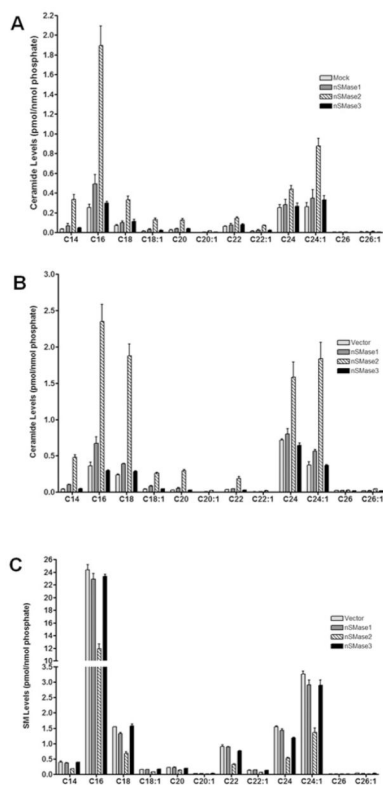 A
Ceramide Levels (pmol/nmol phosphate)
2.2
2.0
1.8
1.6
1.4
1.2
1.0
0.8
0.6
0.4
0.2
0.0
Mock
nSMase1
nSMase2
nSMase3
C14 C16 C18 C18:1 C20 C20:1 C22 C22:1 C24 C24:1 C26 C26:1
B
Ceramide Levels (pmol/nmol phosphate)
3.0
2.5
2.0
1.5
1.0
0.5
0.0
Vector
nSMase1
nSMase2
nSMase3
C14 C16 C18 C18:1 C20 C20:1 C22 C22:1 C24 C24:1 C26 C26:1
C
SM Levels (pmol/nmol phosphate)
26
24
22
20
18
16
14
12
10
3.5
3.0
2.5
2.0
1.5
1.0
0.5
0.0
Vector
nSMase1
nSMase2
nSMase3
C14 C16 C18 C18:1 C20 C20:1 C22 C22:1 C24 C24:1 C26 C26:1